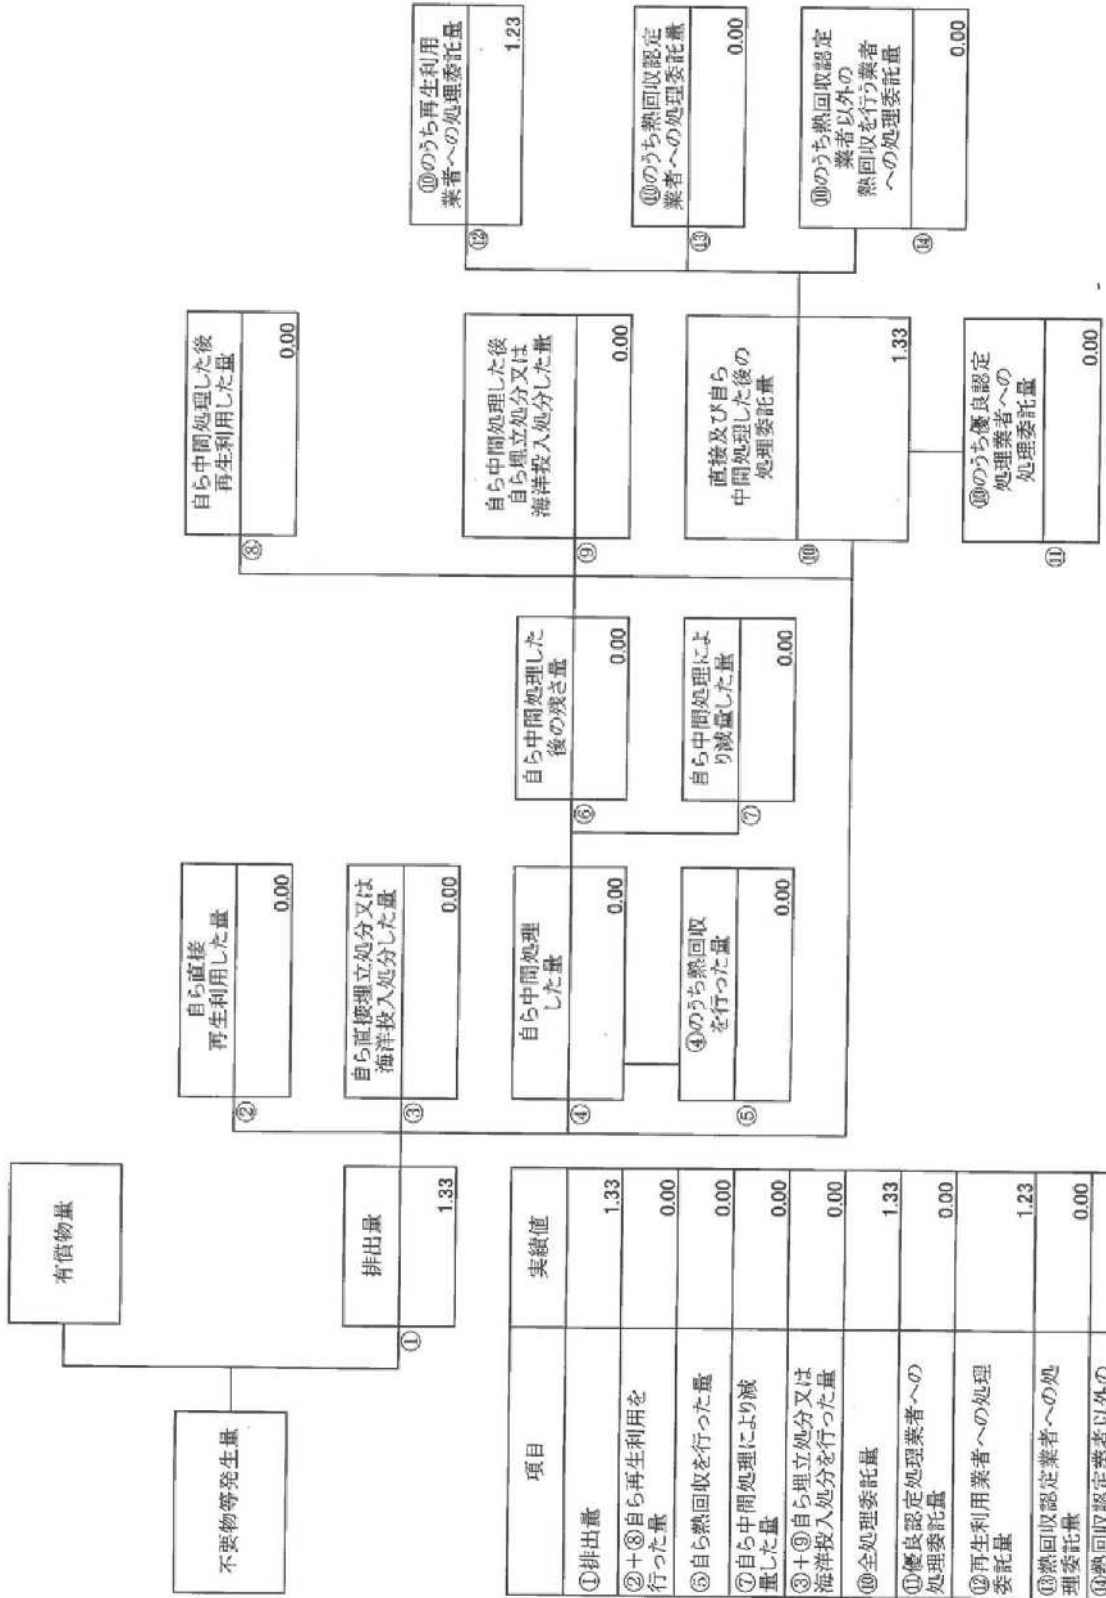 有償物量
不要物等発生量
排出量
①
1.33
自ら直接
再生利用した量
②
0.00
自ら直接埋立処分又は
海洋投入処分した量
③
0.00
自ら中間処理
した量
④
0.00
④のうち熱回収
を行った量
⑤
0.00
自ら中間処理した
後の残さ量
⑥
0.00
自ら中間処理によ
り減量した量
⑦
0.00
自ら中間処理した後
再生利用した量
⑧
0.00
自ら中間処理した後
自ら埋立処分又は
海洋投入処分した量
⑨
0.00
直接及び自ら
中間処理した後の
処理委託量
⑩
1.33
⑩のうち優良認定
処理業者への
処理委託量
⑪
0.00
⑩のうち再生利用
業者への処理委託量
⑫
1.23
⑩のうち熱回収認定
業者への処理委託量
⑬
0.00
⑩のうち熱回収認定
業者以外の
熱回収を行う業者
への処理委託量
⑭
0.00
項目 実績値
①排出量 1.33
②+⑧自ら再生利用を
行った量 0.00
⑤自ら熱回収を行った量 0.00
⑦自ら中間処理により減
量した量 0.00
③+⑨自ら埋立処分又は
海洋投入処分を行った量 0.00
⑩全処理委託量 1.33
⑪優良認定処理業者への
処理委託量 0.00
⑫再生利用業者への処理
委託量 1.23
⑬熱回収認定業者への処
理委託量 0.00
⑭熱回収認定業者以外の